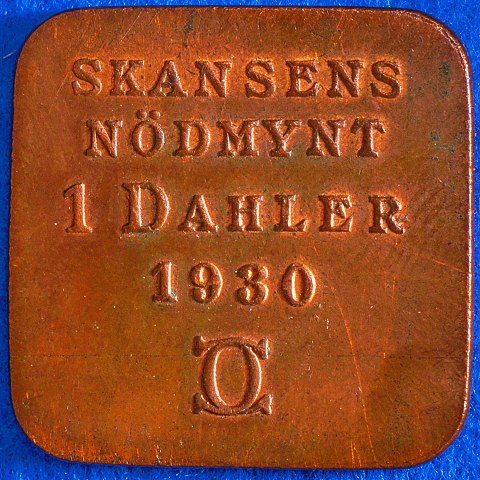 SKANSENS
NÖDMYNT
1 DAHLER
1930